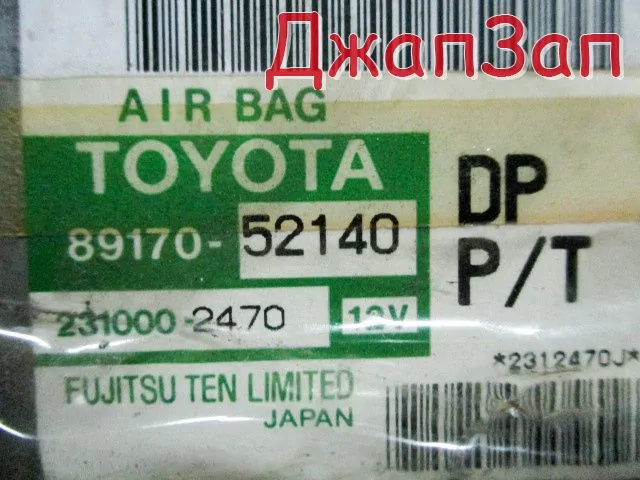 ДжапЗап
AIR BAG
TOYOTA
DP
89170-52140
P/T
231000-2470 12V
*2312470J*
FUJITSU TEN LIMITED
JAPAN